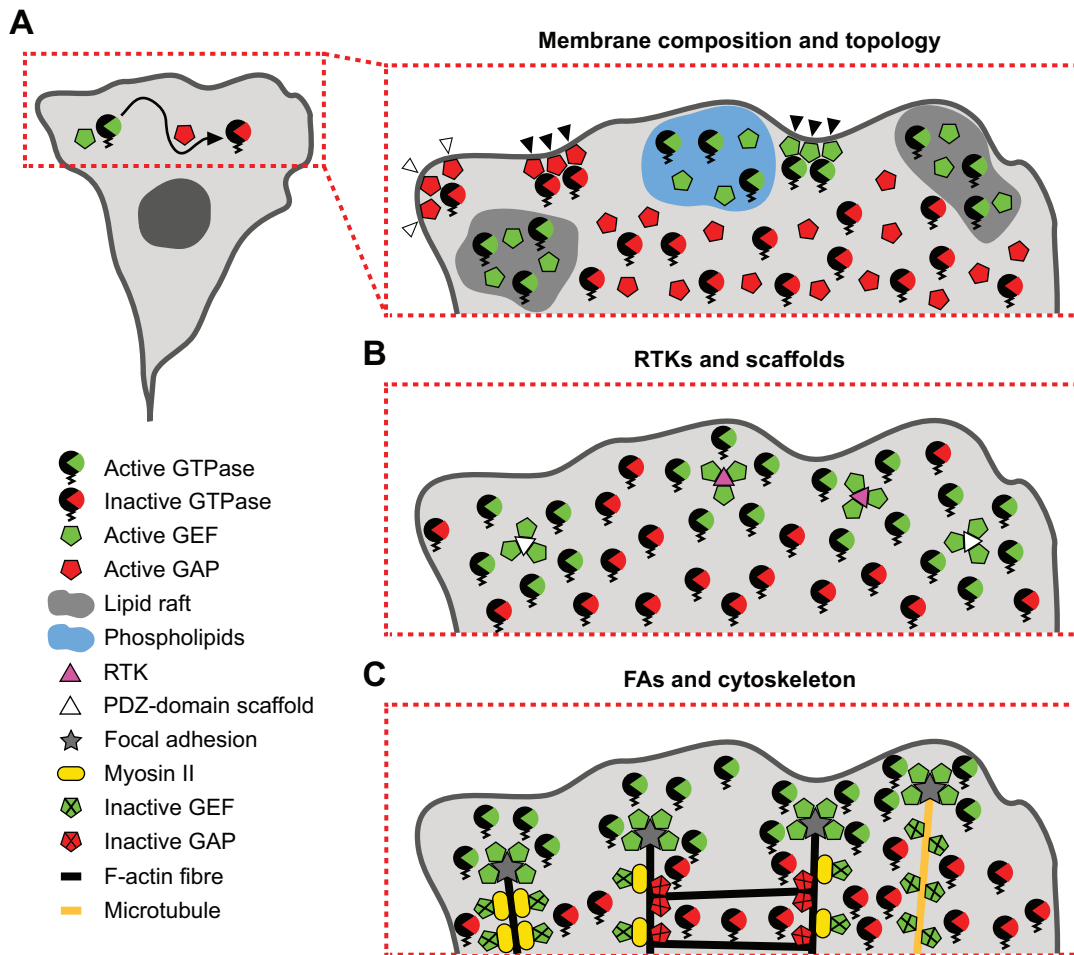 A
Membrane composition and topology
B
RTKs and scaffolds
Active GTPase
Inactive GTPase
Active GEF
Active GAP
Lipid raft
Phospholipids
RTK
PDZ-domain scaffold
Focal adhesion
Myosin II
Inactive GEF
Inactive GAP
F-actin fibre
Microtubule
C
FAs and cytoskeleton